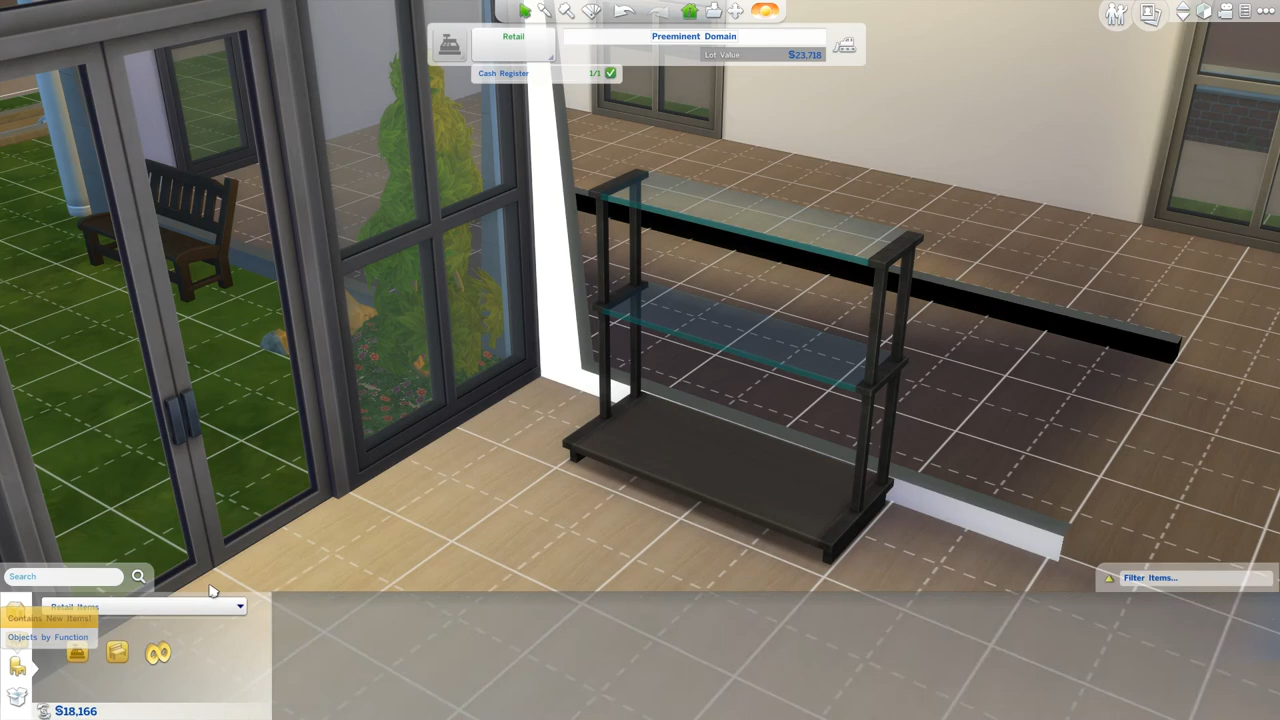 Retail
Preeminent Domain
Lot Value
§23,718
Cash Register
1/1
Search
Filter Items...
Retail Items
Contains New Items!
Objects by Function
§18,166